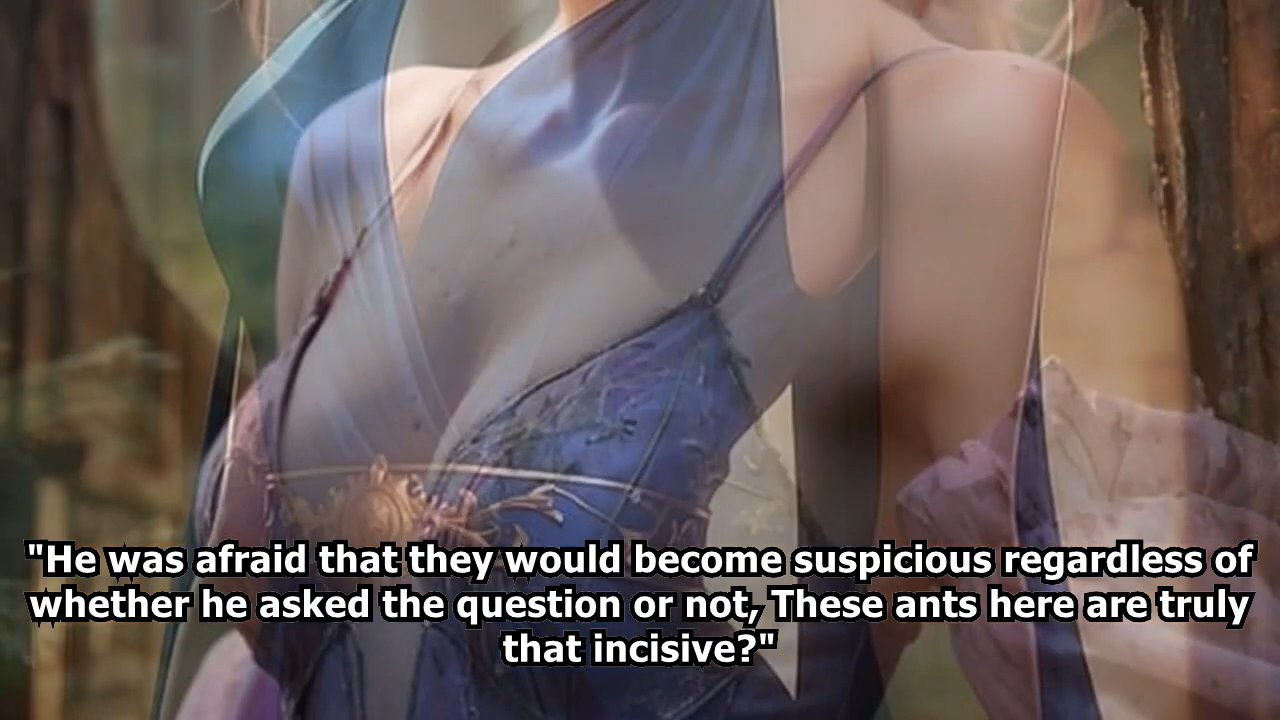 "He was afraid that they would become suspicious regardless of
whether he asked the question or not, These ants here are truly
that incisive?"